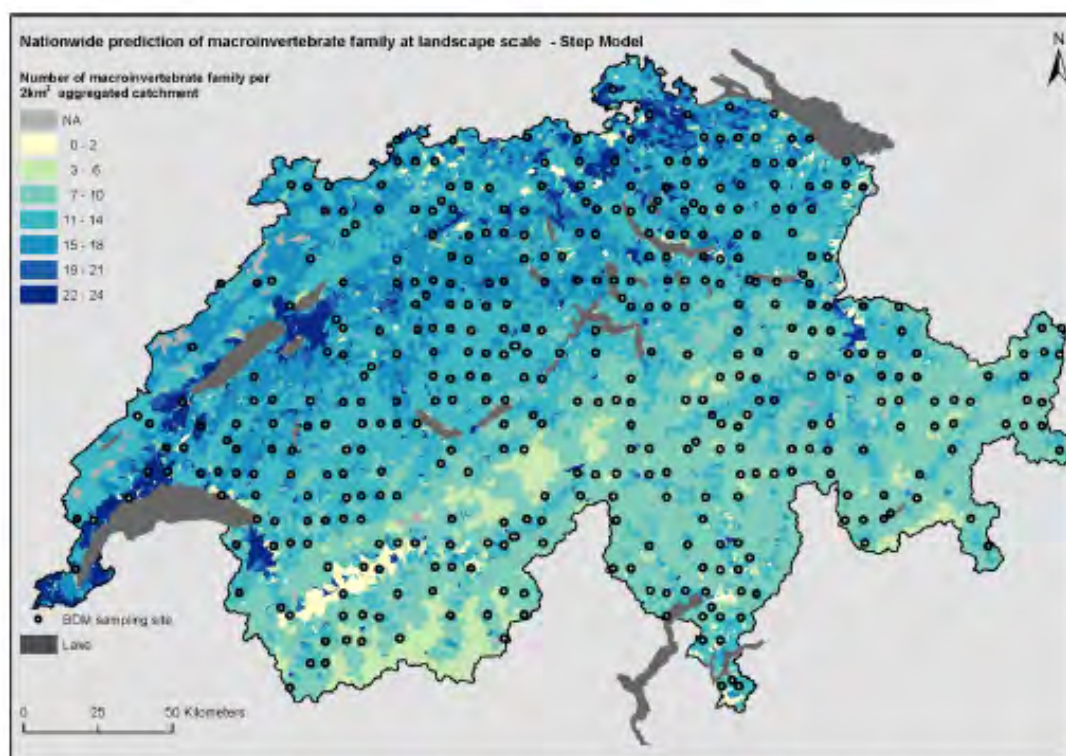 Nationwide prediction of macroinvertebrate family at landscape scale - Step Model
N
Number of macroinvertebrate family per
2km² aggregated catchment
NA
0 - 2
3 - 6
7 - 10
11 - 14
15 - 18
19 - 21
22 - 24
BDM sampling site
Lake
0 25 50 Kilometers